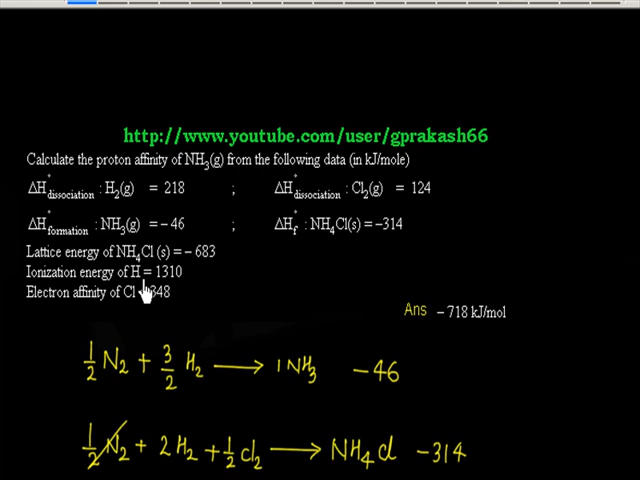 http://www.youtube.com/user/gprakash66
Calculate the proton affinity of NH₃(g) from the following data (in kJ/mole)
ΔH°dissociation : H₂(g) = 218 ; ΔH°dissociation : Cl₂(g) = 124
ΔH°formation : NH₃(g) = – 46 ; ΔH°f : NH₄Cl(s) = –314
Lattice energy of NH₄Cl (s) = – 683
Ionization energy of H = 1310
Electron affinity of Cl 348
Ans – 718 kJ/mol
1/2 N₂ + 3/2 H₂ ⟶ 1 NH₃ – 46
1/2 N₂ + 2 H₂ + 1/2 Cl₂ ⟶ NH₄Cl – 314